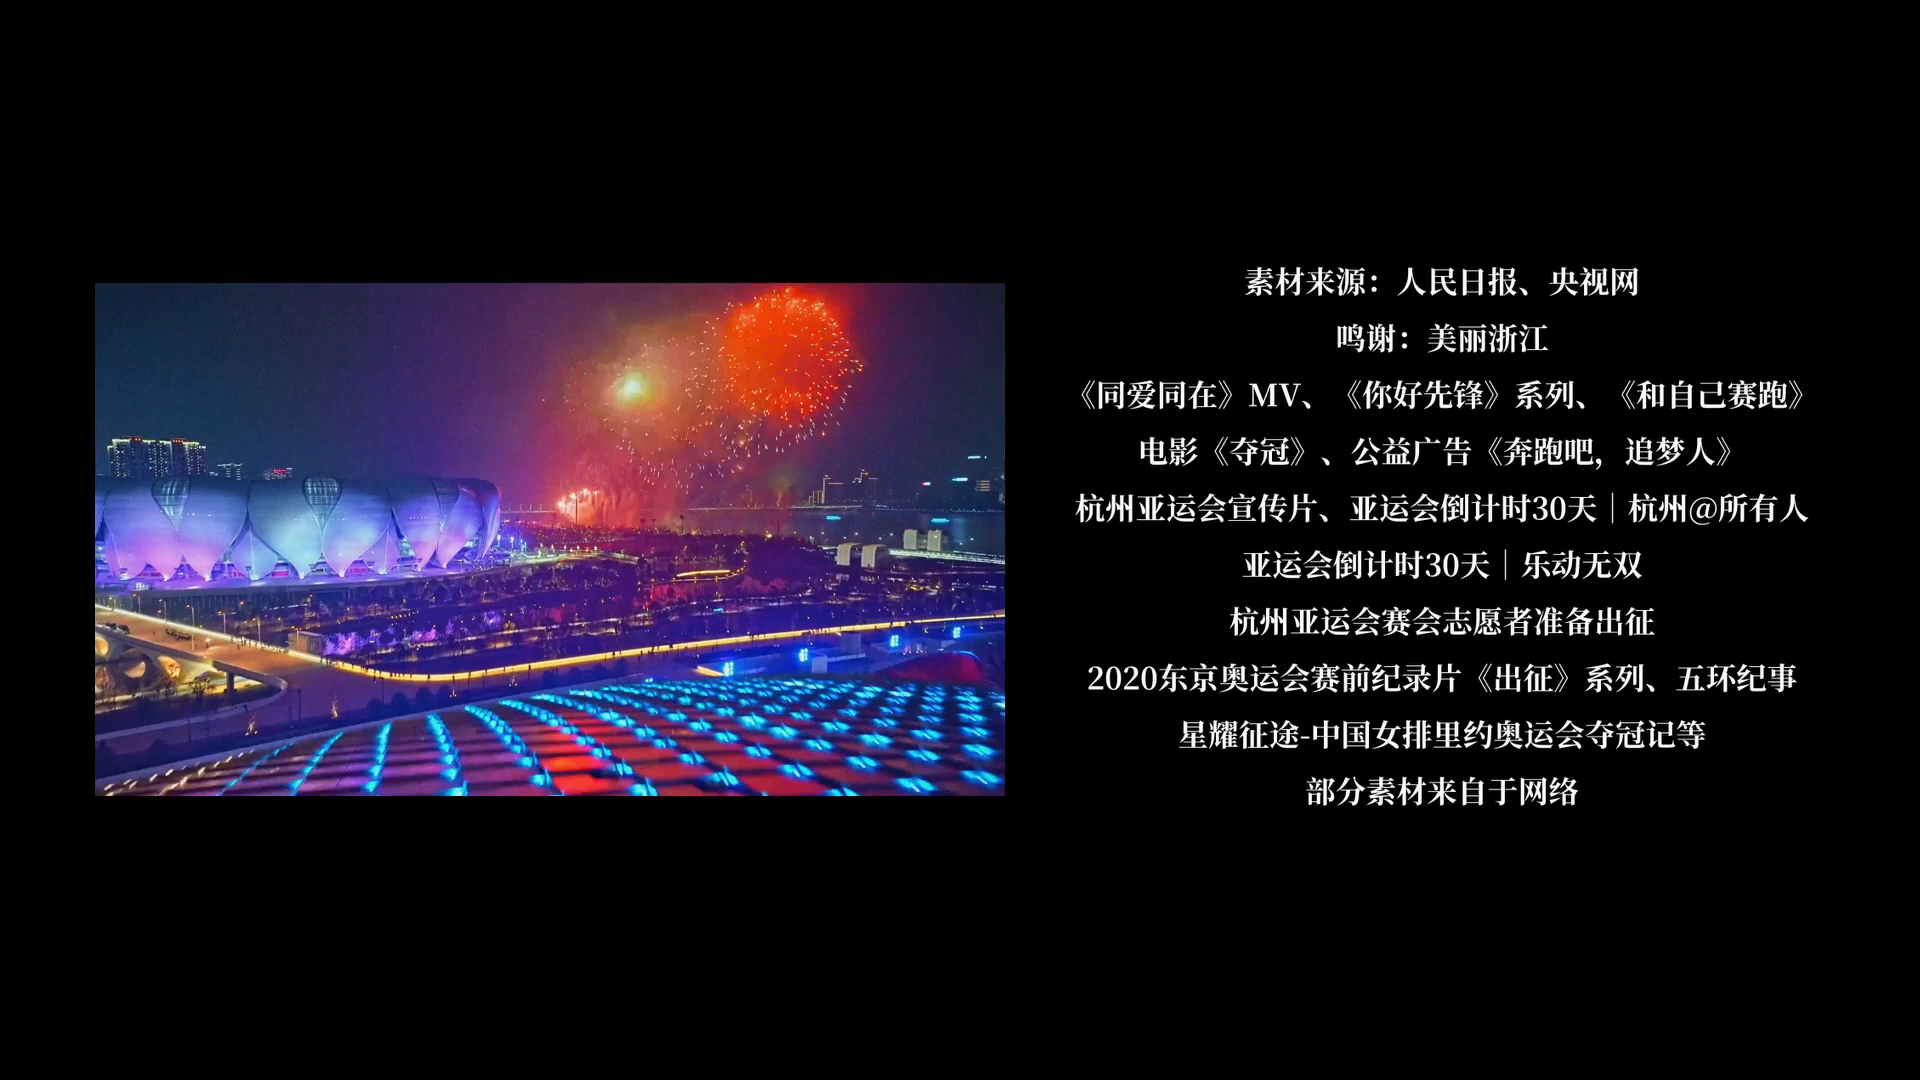 素材来源：人民日报、央视网
鸣谢：美丽浙江
《同爱同在》MV、《你好先锋》系列、《和自己赛跑》
电影《夺冠》、公益广告《奔跑吧，追梦人》
杭州亚运会宣传片、亚运会倒计时30天｜杭州@所有人
亚运会倒计时30天｜乐动无双
杭州亚运会赛会志愿者准备出征
2020东京奥运会赛前纪录片《出征》系列、五环纪事
星耀征途-中国女排里约奥运会夺冠记等
部分素材来自于网络